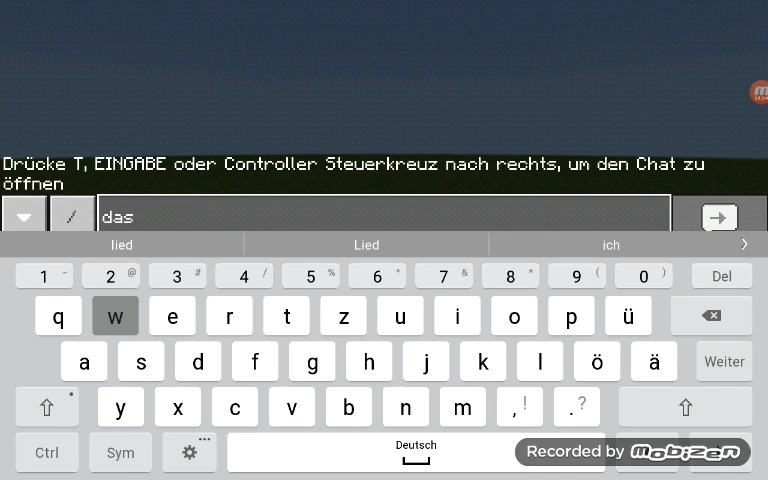 Drücke T, EINGABE oder Controller Steuerkreuz nach rechts, um den Chat zu
öffnen
/ das
lied Lied ich
1 - 2 @ 3 # 4 / 5 % 6 ^ 7 & 8 * 9 ( 0 ) Del
q w e r t z u i o p ü
a s d f g h j k l ö ä Weiter
y x c v b n m , ! . ?
Ctrl Sym Deutsch
Recorded by mobizen